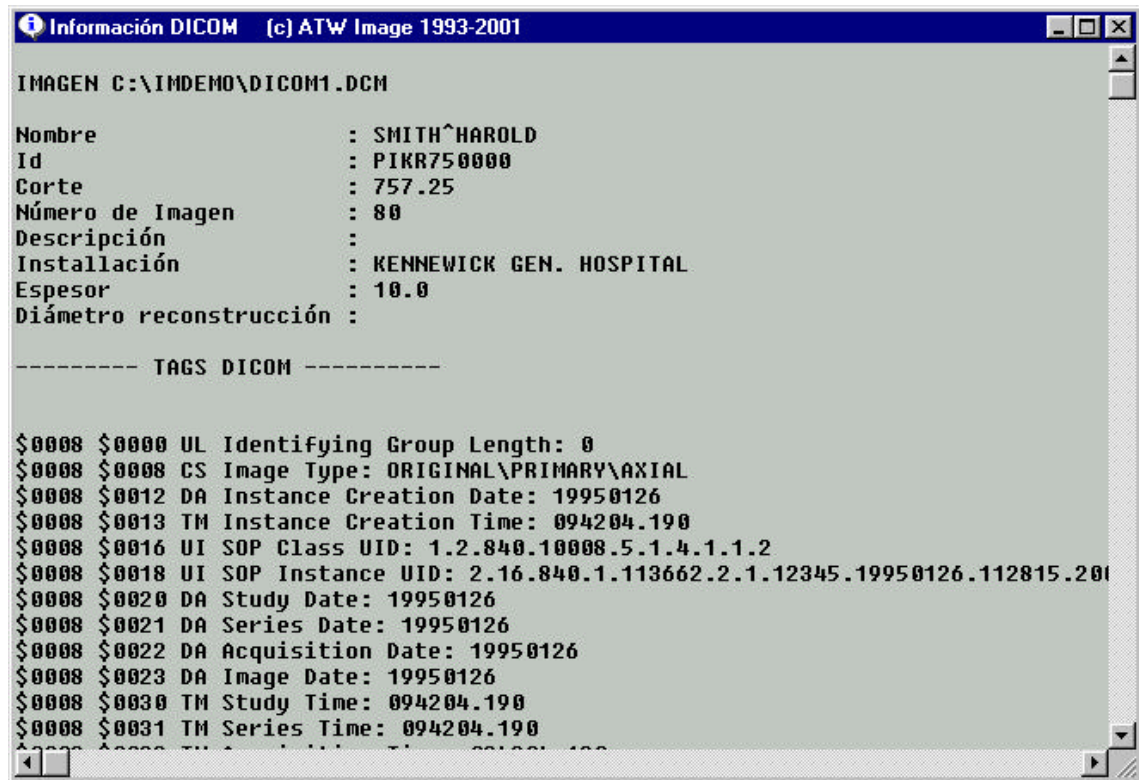 Información DICOM (c) ATW Image 1993-2001
IMAGEN C:\IMDEMO\DICOM1.DCM
Nombre : SMITH^HAROLD
Id : PIKR750000
Corte : 757.25
Número de Imagen : 80
Descripción :
Installación : KENNEWICK GEN. HOSPITAL
Espesor : 10.0
Diámetro reconstrucción :
--------- TAGS DICOM ----------
$0008 $0000 UL Identifying Group Length: 0
$0008 $0008 CS Image Type: ORIGINAL\PRIMARY\AXIAL
$0008 $0012 DA Instance Creation Date: 19950126
$0008 $0013 TM Instance Creation Time: 094204.190
$0008 $0016 UI SOP Class UID: 1.2.840.10008.5.1.4.1.1.2
$0008 $0018 UI SOP Instance UID: 2.16.840.1.113662.2.1.12345.19950126.112815.200
$0008 $0020 DA Study Date: 19950126
$0008 $0021 DA Series Date: 19950126
$0008 $0022 DA Acquisition Date: 19950126
$0008 $0023 DA Image Date: 19950126
$0008 $0030 TM Study Time: 094204.190
$0008 $0031 TM Series Time: 094204.190